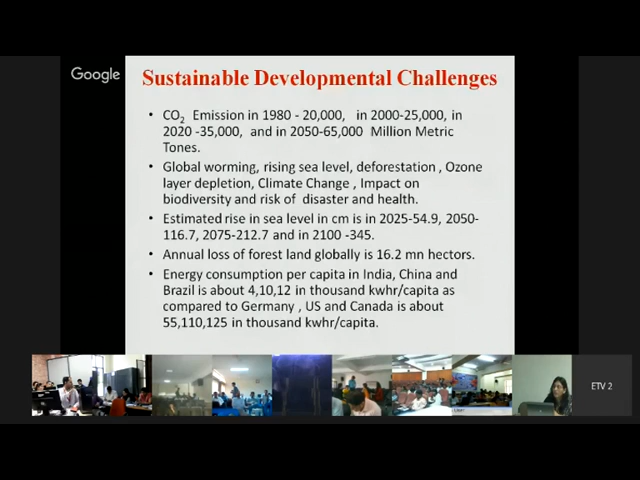 Google
Sustainable Developmental Challenges
• CO2 Emission in 1980 - 20,000, in 2000-25,000, in
2020 -35,000, and in 2050-65,000 Million Metric
Tones.
• Global worming, rising sea level, deforestation , Ozone
layer depletion, Climate Change , Impact on
biodiversity and risk of disaster and health.
• Estimated rise in sea level in cm is in 2025-54.9, 2050-
116.7, 2075-212.7 and in 2100 -345.
• Annual loss of forest land globally is 16.2 mn hectors.
• Energy consumption per capita in India, China and
Brazil is about 4,10,12 in thousand kwhr/capita as
compared to Germany , US and Canada is about
55,110,125 in thousand kwhr/capita.
ETV 2